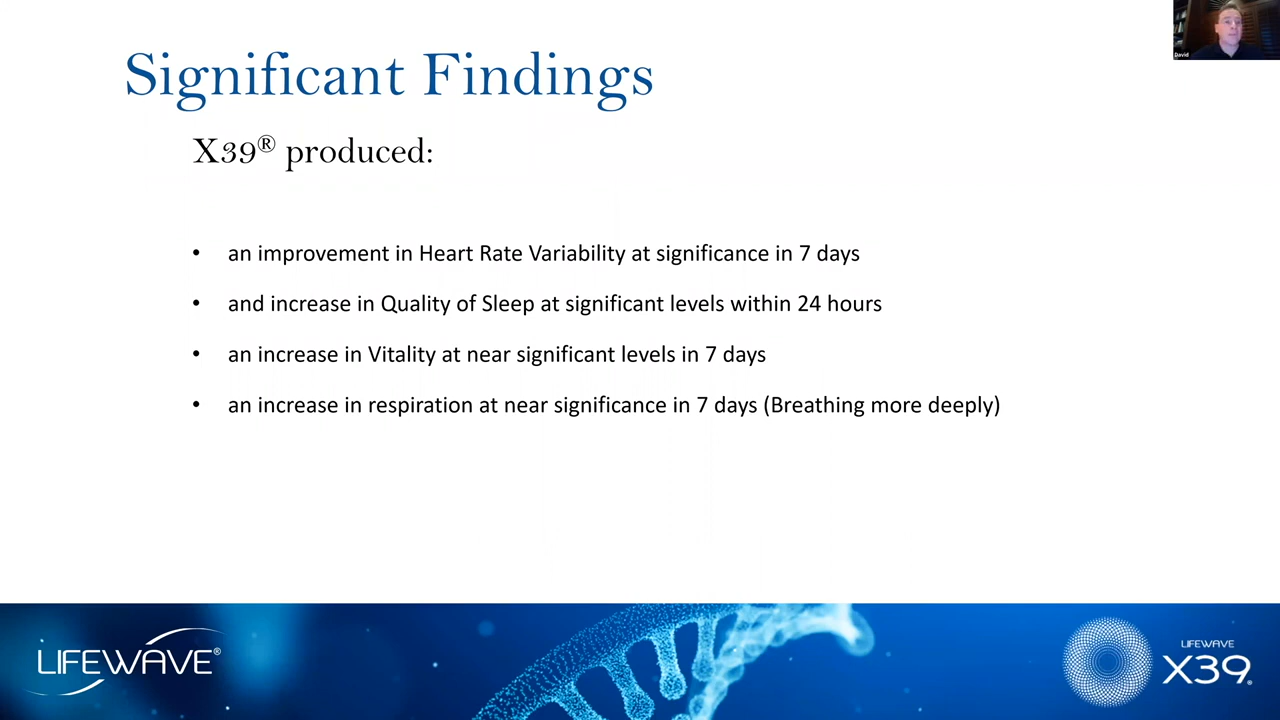 David
Significant Findings
X39® produced:
• an improvement in Heart Rate Variability at significance in 7 days
• and increase in Quality of Sleep at significant levels within 24 hours
• an increase in Vitality at near significant levels in 7 days
• an increase in respiration at near significance in 7 days (Breathing more deeply)
LIFEWAVE®
LIFEWAVE
X39®